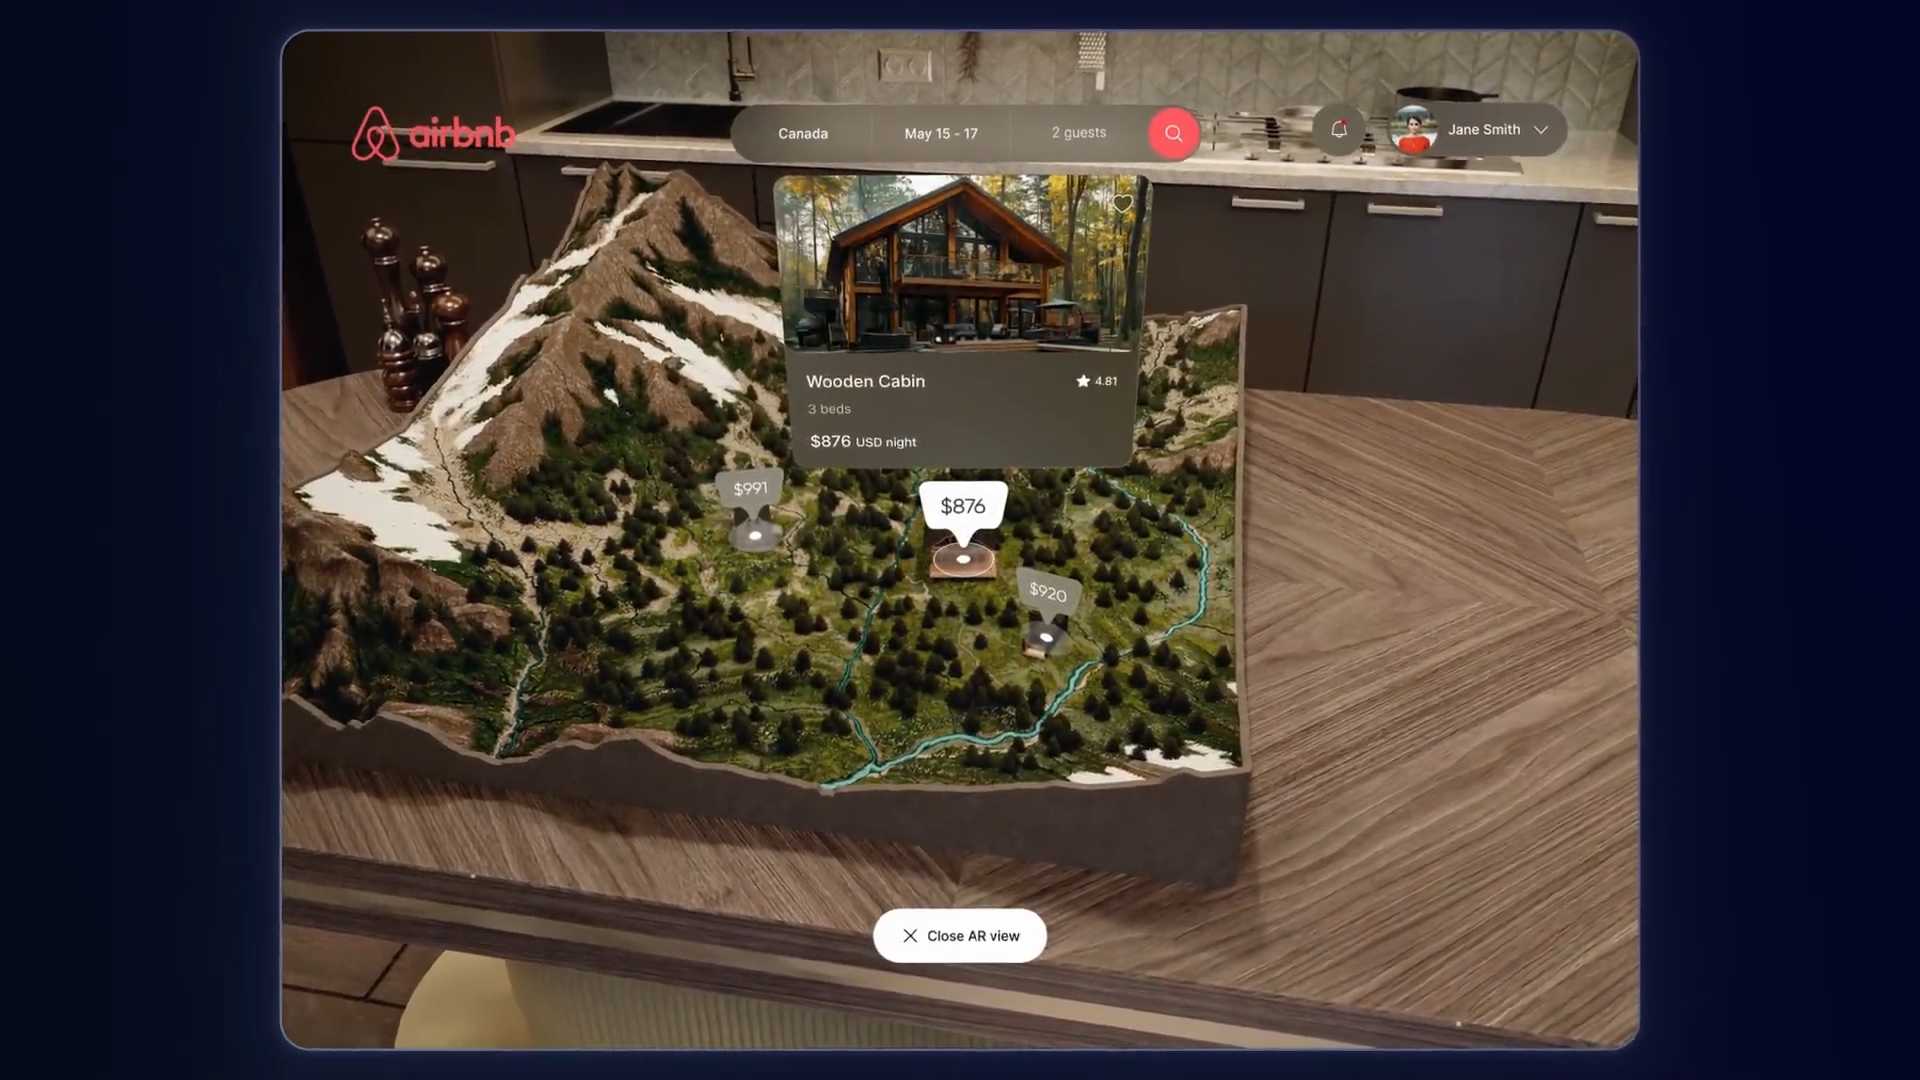 airbnb
Canada
May 15 - 17
2 guests
Jane Smith
Wooden Cabin
4.81
3 beds
$876 USD night
$991
$876
$920
Close AR view